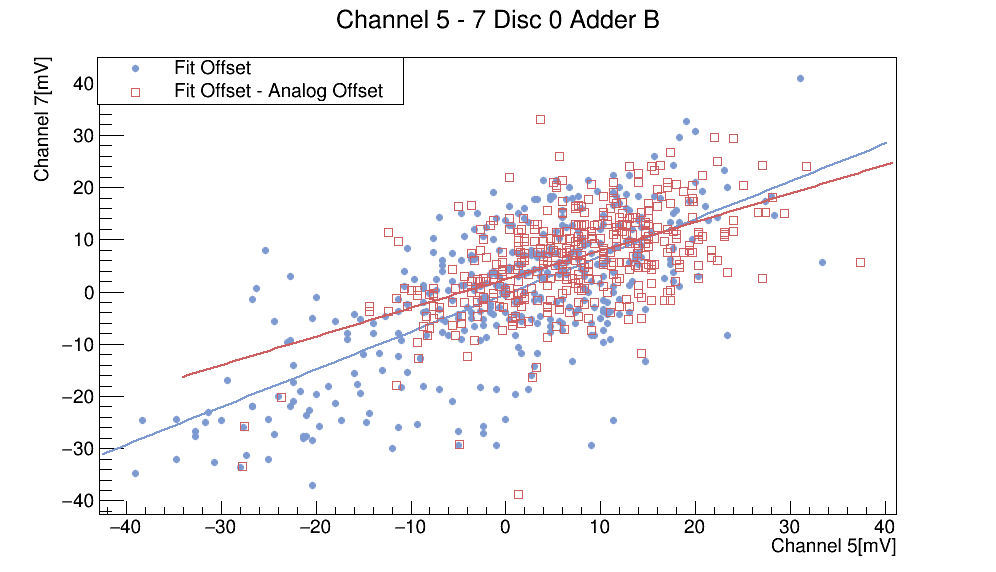 Channel 5 - 7 Disc 0 Adder B
Channel 7[mV]
Fit Offset
Fit Offset - Analog Offset
40
30
20
10
0
−10
−20
−30
−40
−40 −30 −20 −10 0 10 20 30 40
Channel 5[mV]